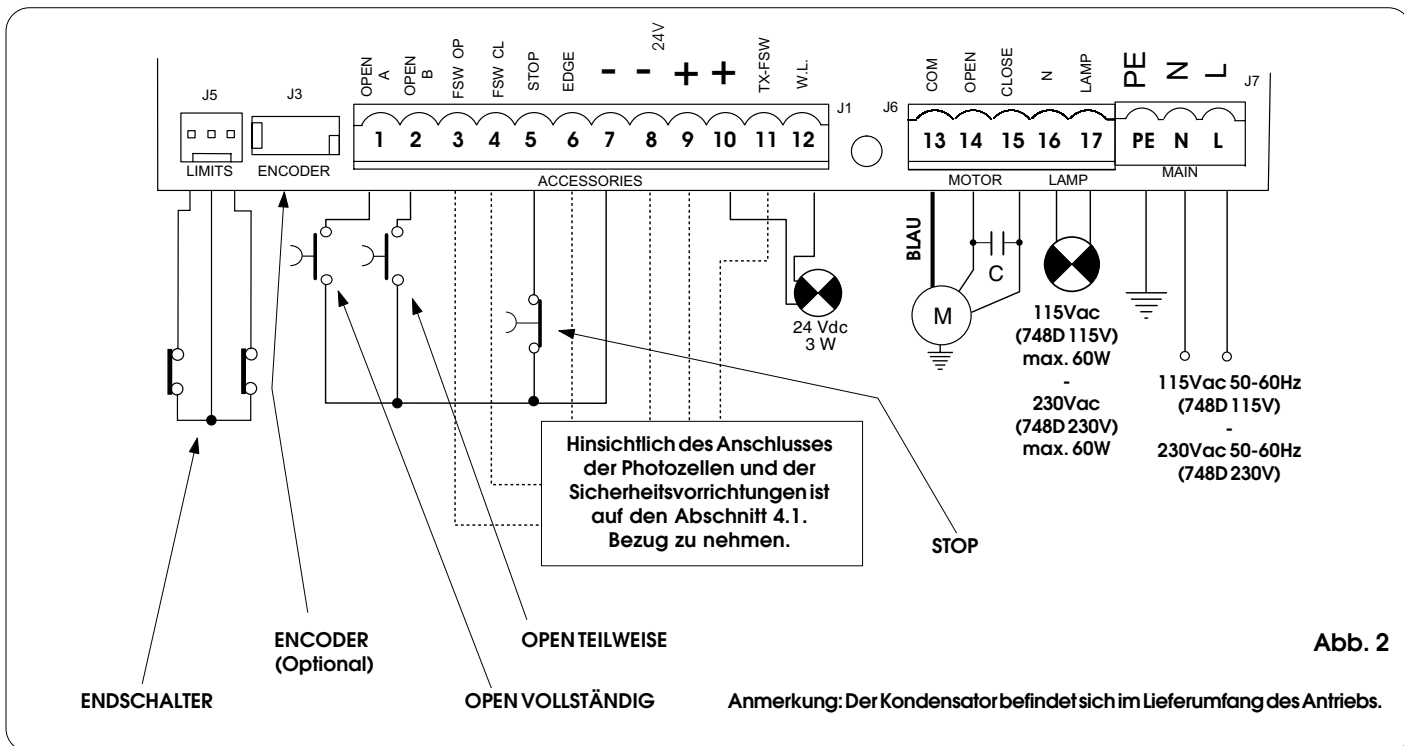 OPEN A
OPEN B
FSW OP
FSW CL
STOP
EDGE
-
-
24V
+
+
TX-FSW
W.L.
COM
OPEN
CLOSE
N
LAMP
PE
N
L
J5
J3
J1
J6
J7
1 2 3 4 5 6 7 8 9 10 11 12
13 14 15 16 17
PE N L
LIMITS
ENCODER
ACCESSORIES
MOTOR
LAMP
MAIN
BLAU
C
M
24 Vdc
3 W
115Vac
(748D 115V)
max. 60W
-
230Vac
(748D 230V)
max. 60W
115Vac 50-60Hz
(748D 115V)
-
230Vac 50-60Hz
(748D 230V)
Hinsichtlich des Anschlusses
der Photozellen und der
Sicherheitsvorrichtungen ist
auf den Abschnitt 4.1.
Bezug zu nehmen.
STOP
ENCODER
(Optional)
OPEN TEILWEISE
Abb. 2
ENDSCHALTER
OPEN VOLLSTÄNDIG
Anmerkung: Der Kondensator befindet sich im Lieferumfang des Antriebs.